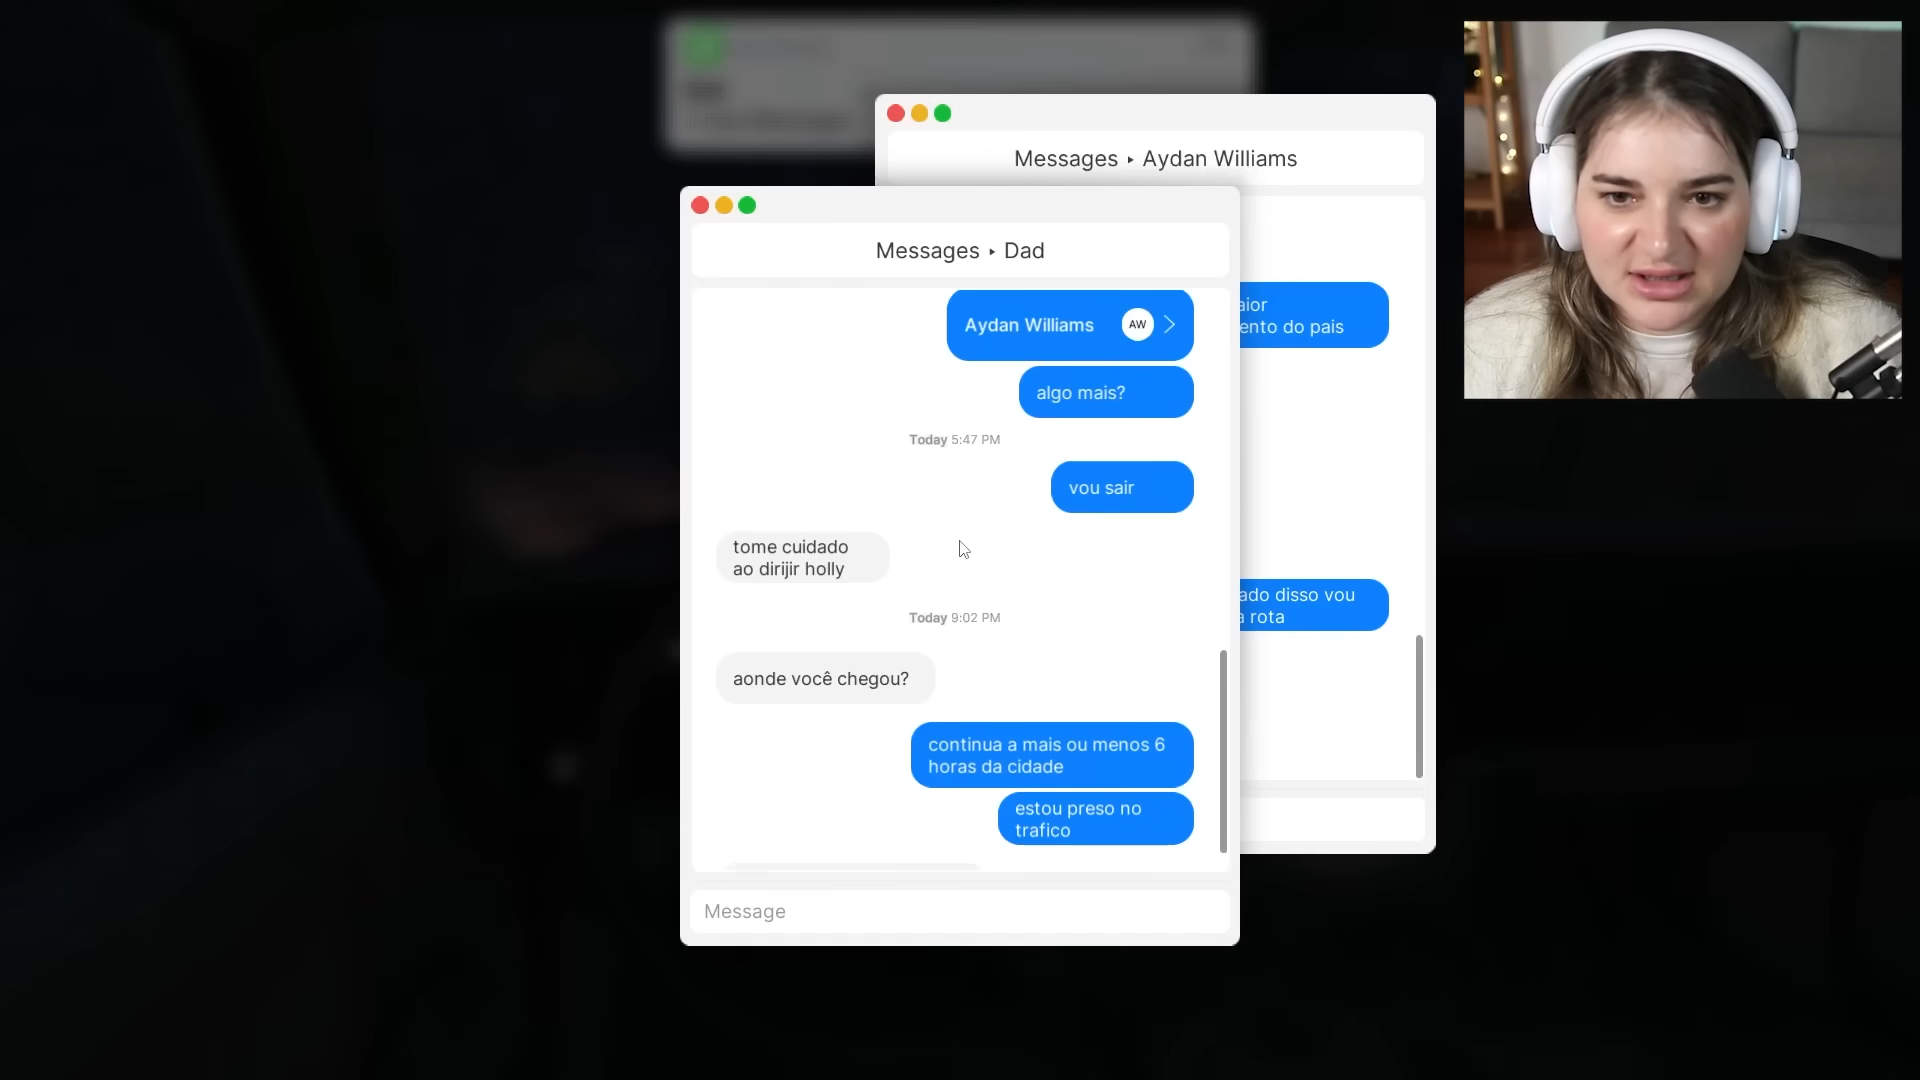 Messages ▸ Aydan Williams
aior
ento do pais
ado disso vou
a rota
Messages ▸ Dad
Aydan Williams AW
algo mais?
Today 5:47 PM
vou sair
tome cuidado
ao dirijir holly
Today 9:02 PM
aonde você chegou?
continua a mais ou menos 6
horas da cidade
estou preso no
trafico
Message